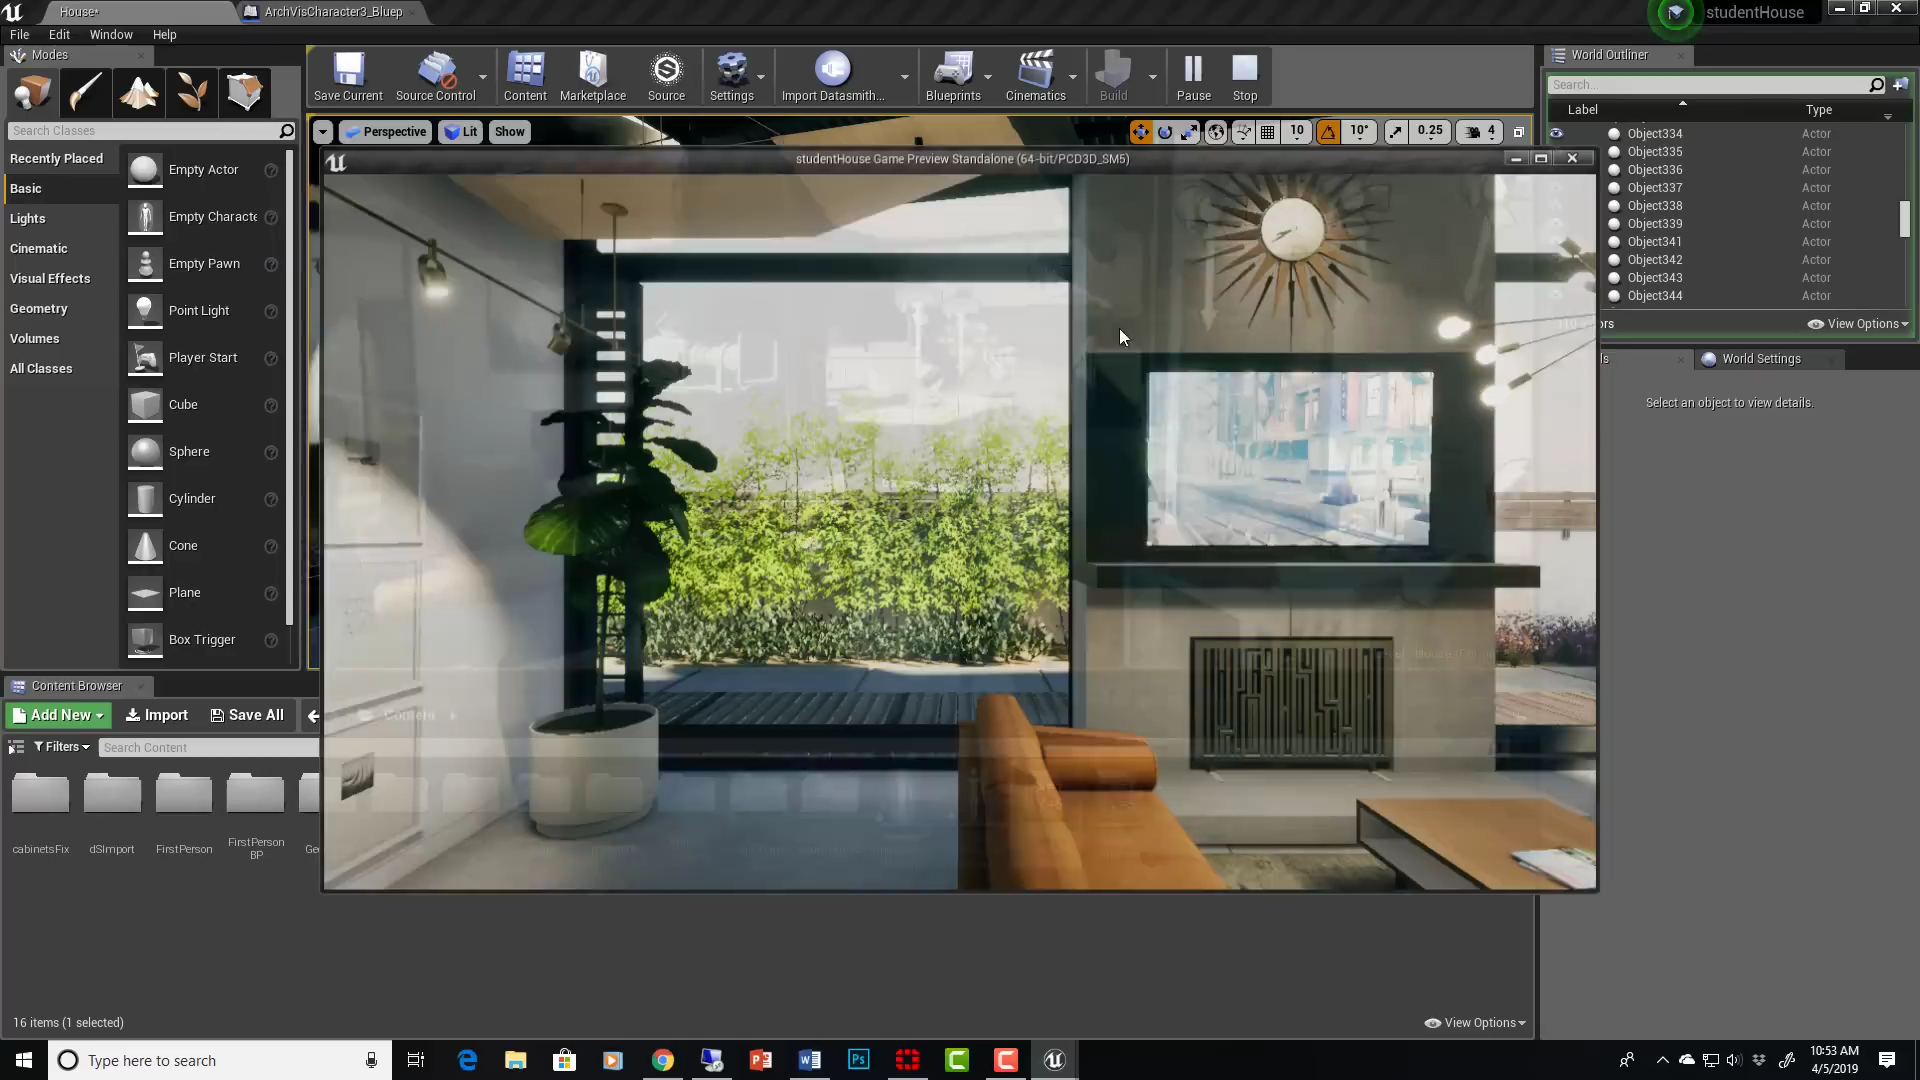 House*
ArchVisCharacter3_Bluep
studentHouse
File Edit Window Help
Modes
Search Classes
Recently Placed
Basic
Lights
Cinematic
Visual Effects
Geometry
Volumes
All Classes
Empty Actor
Empty Characte
Empty Pawn
Point Light
Player Start
Cube
Sphere
Cylinder
Cone
Plane
Box Trigger
Save Current
Source Control
Content
Marketplace
Source
Settings
Import Datasmith...
Blueprints
Cinematics
Build
Pause
Stop
Perspective
Lit
Show
10
10°
0.25
4
studentHouse Game Preview Standalone (64-bit/PCD3D_SM5)
World Outliner
Search...
Label Type
Object334 Actor
Object335 Actor
Object336 Actor
Object337 Actor
Object338 Actor
Object339 Actor
Object341 Actor
Object342 Actor
Object343 Actor
Object344 Actor
View Options
World Settings
Select an object to view details.
Content Browser
Add New
Import
Save All
Content
Filters
Search Content
cabinetsFix
dSImport
FirstPerson
FirstPerson
BP
16 items (1 selected)
View Options
Type here to search
10:53 AM
4/5/2019